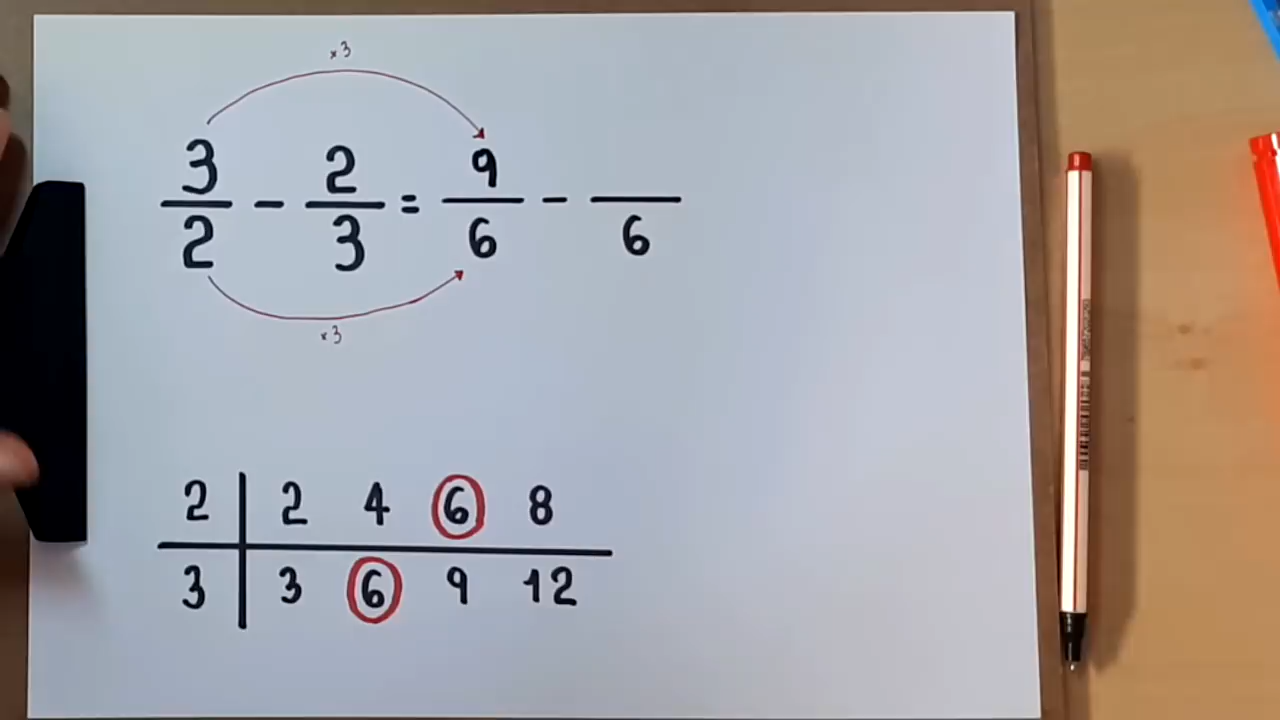 ×3
3/2 - 2/3 = 9/6 - /6
×3
2 | 2 4 6 8
3 | 3 6 9 12